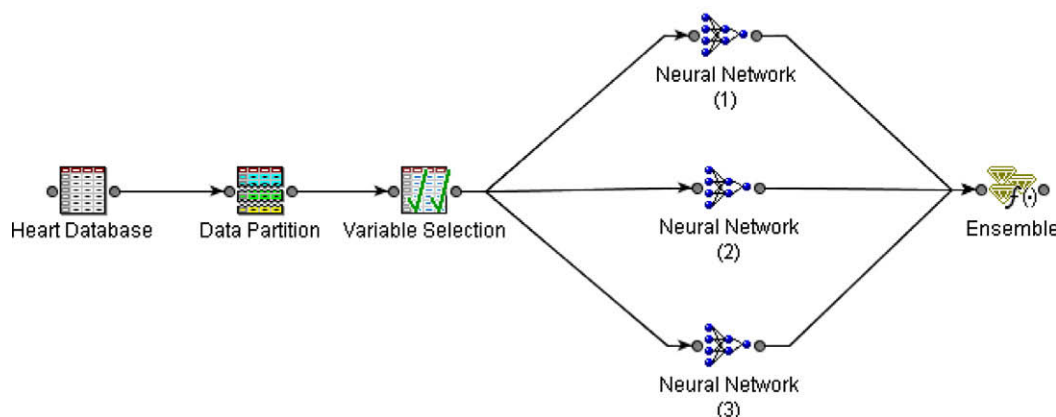 Neural Network
(1)
Heart Database
Data Partition
Variable Selection
Neural Network
(2)
f(·)
Ensemble
Neural Network
(3)